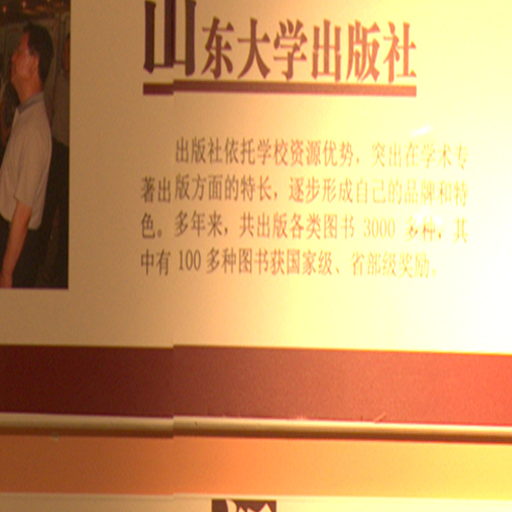 山东大学出版社
出版社依托学校资源优势，突出在学术专
著出版方面的特长，逐步形成自己的品牌和特
色。多年来，共出版各类图书 3000 多种，其
中有 100 多种图书获国家级、省部级奖励。